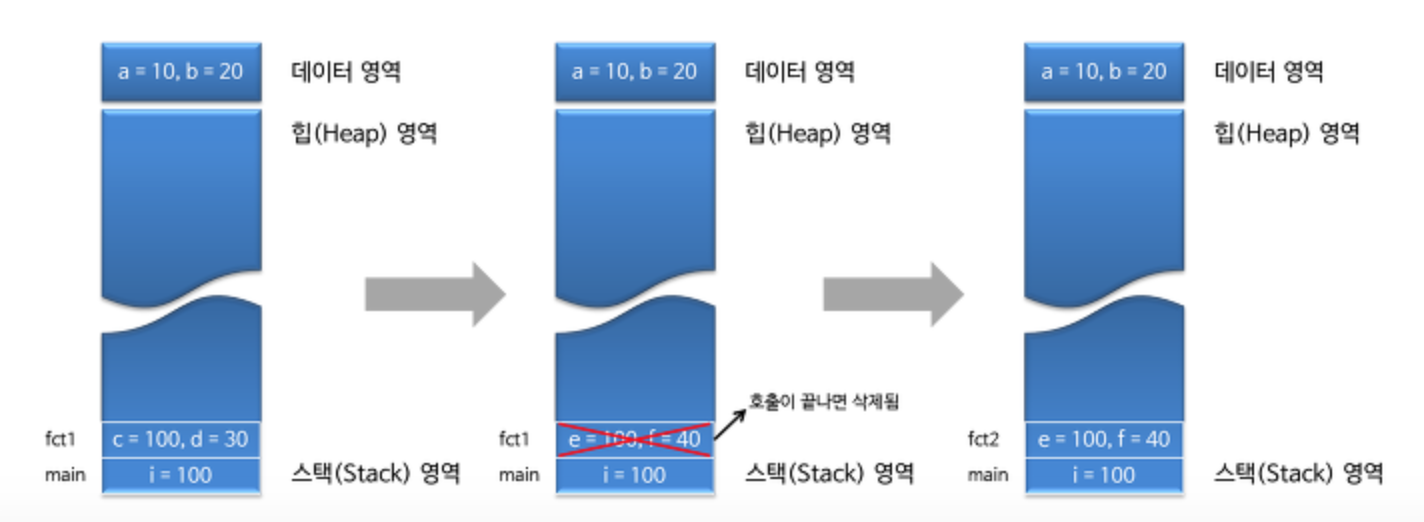 a = 10, b = 20 데이터 영역
힙(Heap) 영역
fct1 c = 100, d = 30
main i = 100 스택(Stack) 영역
a = 10, b = 20 데이터 영역
힙(Heap) 영역
호출이 끝나면 삭제됨
fct1 e = 100, f = 40
main i = 100 스택(Stack) 영역
a = 10, b = 20 데이터 영역
힙(Heap) 영역
fct2 e = 100, f = 40
main i = 100 스택(Stack) 영역